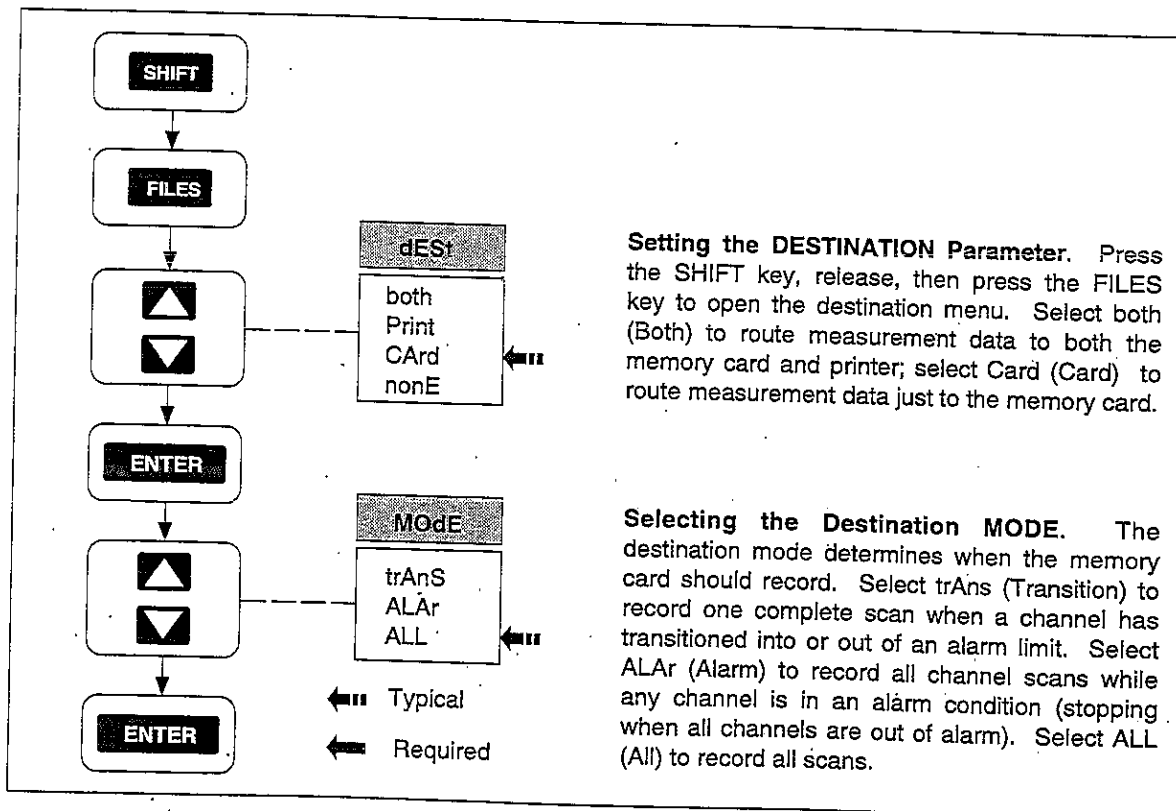 SHIFT
FILES
dESt
both
Print
CArd
nonE
Setting the DESTINATION Parameter. Press
the SHIFT key, release, then press the FILES
key to open the destination menu. Select both
(Both) to route measurement data to both the
memory card and printer; select Card (Card) to
route measurement data just to the memory card.
ENTER
MOdE
trAnS
ALAr
ALL
Selecting the Destination MODE. The
destination mode determines when the memory
card should record. Select trAns (Transition) to
record one complete scan when a channel has
transitioned into or out of an alarm limit. Select
ALAr (Alarm) to record all channel scans while
any channel is in an alarm condition (stopping
when all channels are out of alarm). Select ALL
(All) to record all scans.
Typical
Required
ENTER